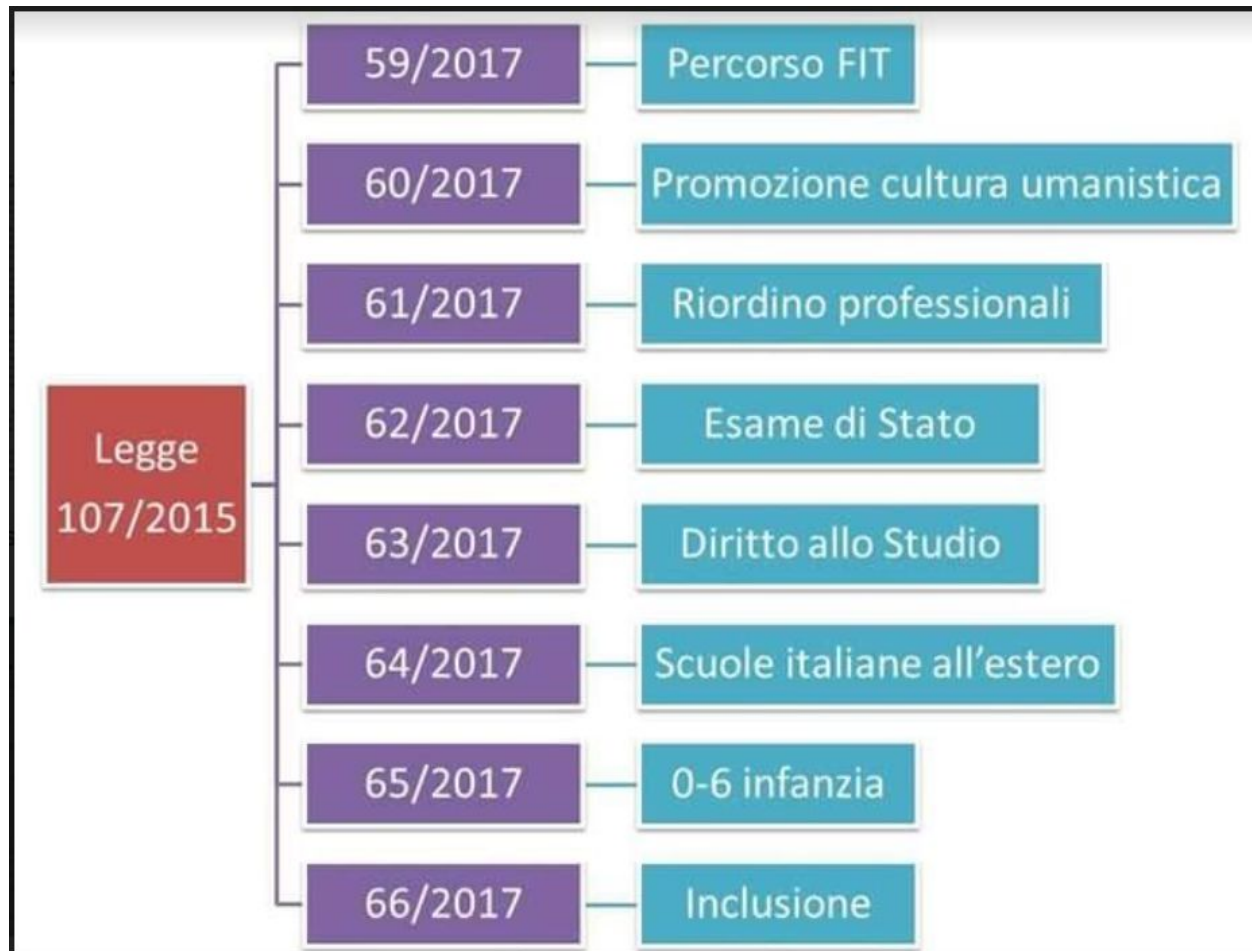 59/2017
Percorso FIT
60/2017
Promozione cultura umanistica
61/2017
Riordino professionali
62/2017
Esame di Stato
Legge
107/2015
63/2017
Diritto allo Studio
64/2017
Scuole italiane all’estero
65/2017
0-6 infanzia
66/2017
Inclusione